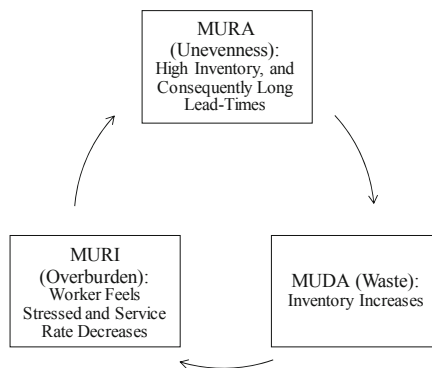 MURA
(Unevenness):
High Inventory, and
Consequently Long
Lead-Times
MURI
(Overburden):
Worker Feels
Stressed and Service
Rate Decreases
MUDA (Waste):
Inventory Increases